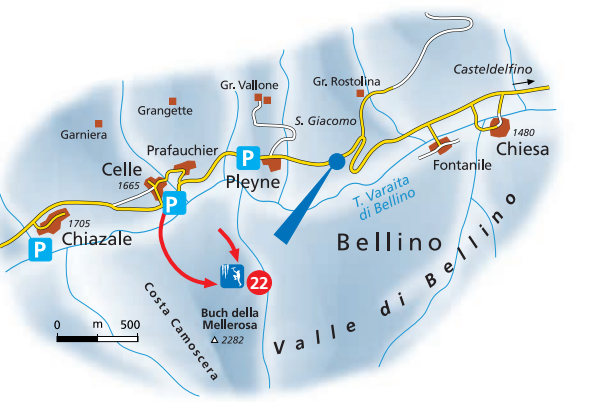 Casteldelfino
Gr. Vallone
Gr. Rostolina
Grangette
S. Giacomo
Garniera
1480
Chiesa
Prafauchier
P
Celle
1665
Pleyne
Fontanile
P
T. Varaita
di Bellino
1705
Chiazale
P
Bellino
22
Costa Camoscera
Buch della
Mellerosa
2282
Valle di Bellino
0 m 500